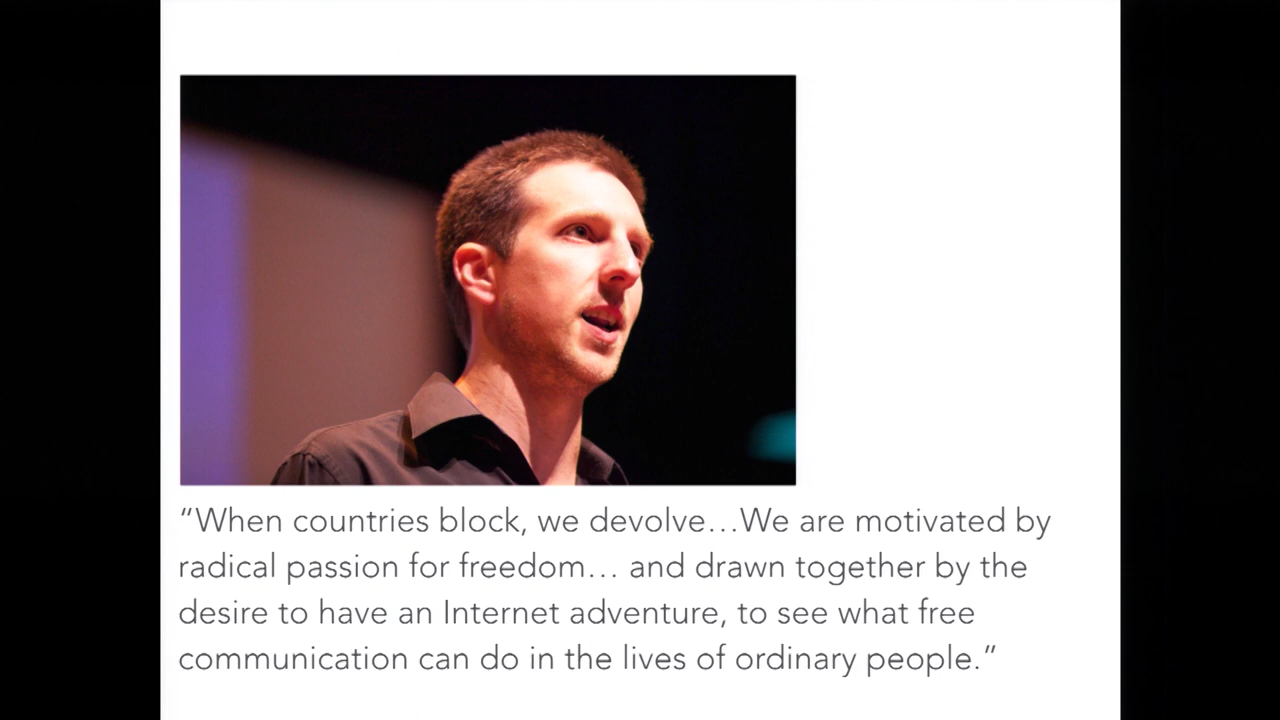 “When countries block, we devolve…We are motivated by
radical passion for freedom… and drawn together by the
desire to have an Internet adventure, to see what free
communication can do in the lives of ordinary people.”